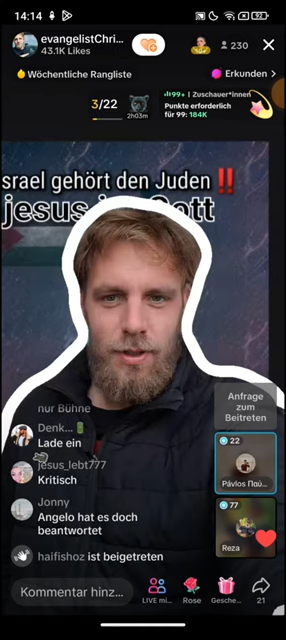 14:14
92
evangelistChri...
43.1K Likes
230
Wöchentliche Rangliste
Erkunden >
3/22
2h03m
99+ | Zuschauer*innen
Punkte erforderlich
für 99: 184K
srael gehört den Juden‼️
jesus ist Gott
Anfrage
zum
Beitreten
nur Bühne
Denk...
Lade ein
jesus_lebt777
Kritisch
Jonny
Angelo hat es doch
beantwortet
haifishoz ist beigetreten
22
Pávlos Παύ...
77
Reza
Kommentar hinz...
LIVE mi...
Rose
Gesche...
21